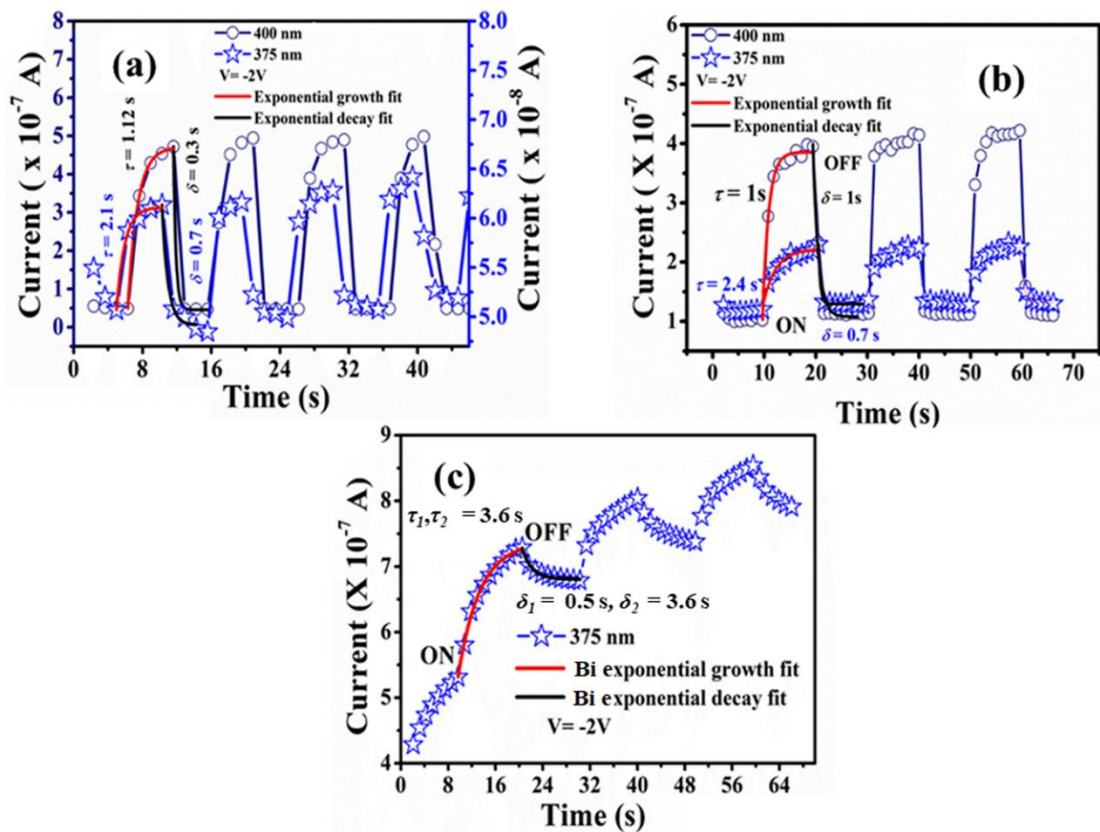 (a)
400 nm
375 nm
V= -2V
Exponential growth fit
Exponential decay fit
τ = 2.1 s
τ = 1.12 s
δ = 0.3 s
δ = 0.7 s
Current ( x 10⁻⁷ A)
8
7
6
5
4
3
2
1
0
Current ( x 10⁻⁸ A)
8.0
7.5
7.0
6.5
6.0
5.5
5.0
0 8 16 24 32 40
Time (s)
(b)
400 nm
375 nm
V= -2V
Exponential growth fit
Exponential decay fit
OFF
τ = 1s
δ = 1s
τ = 2.4 s
ON
δ = 0.7 s
Current ( X 10⁻⁷ A)
6
5
4
3
2
1
0 10 20 30 40 50 60 70
Time (s)
(c)
τ₁,τ₂ = 3.6 s
OFF
δ₁ = 0.5 s, δ₂ = 3.6 s
ON
375 nm
Bi exponential growth fit
Bi exponential decay fit
V= -2V
Current (X 10⁻⁷ A)
9
8
7
6
5
4
0 8 16 24 32 40 48 56 64
Time (s)